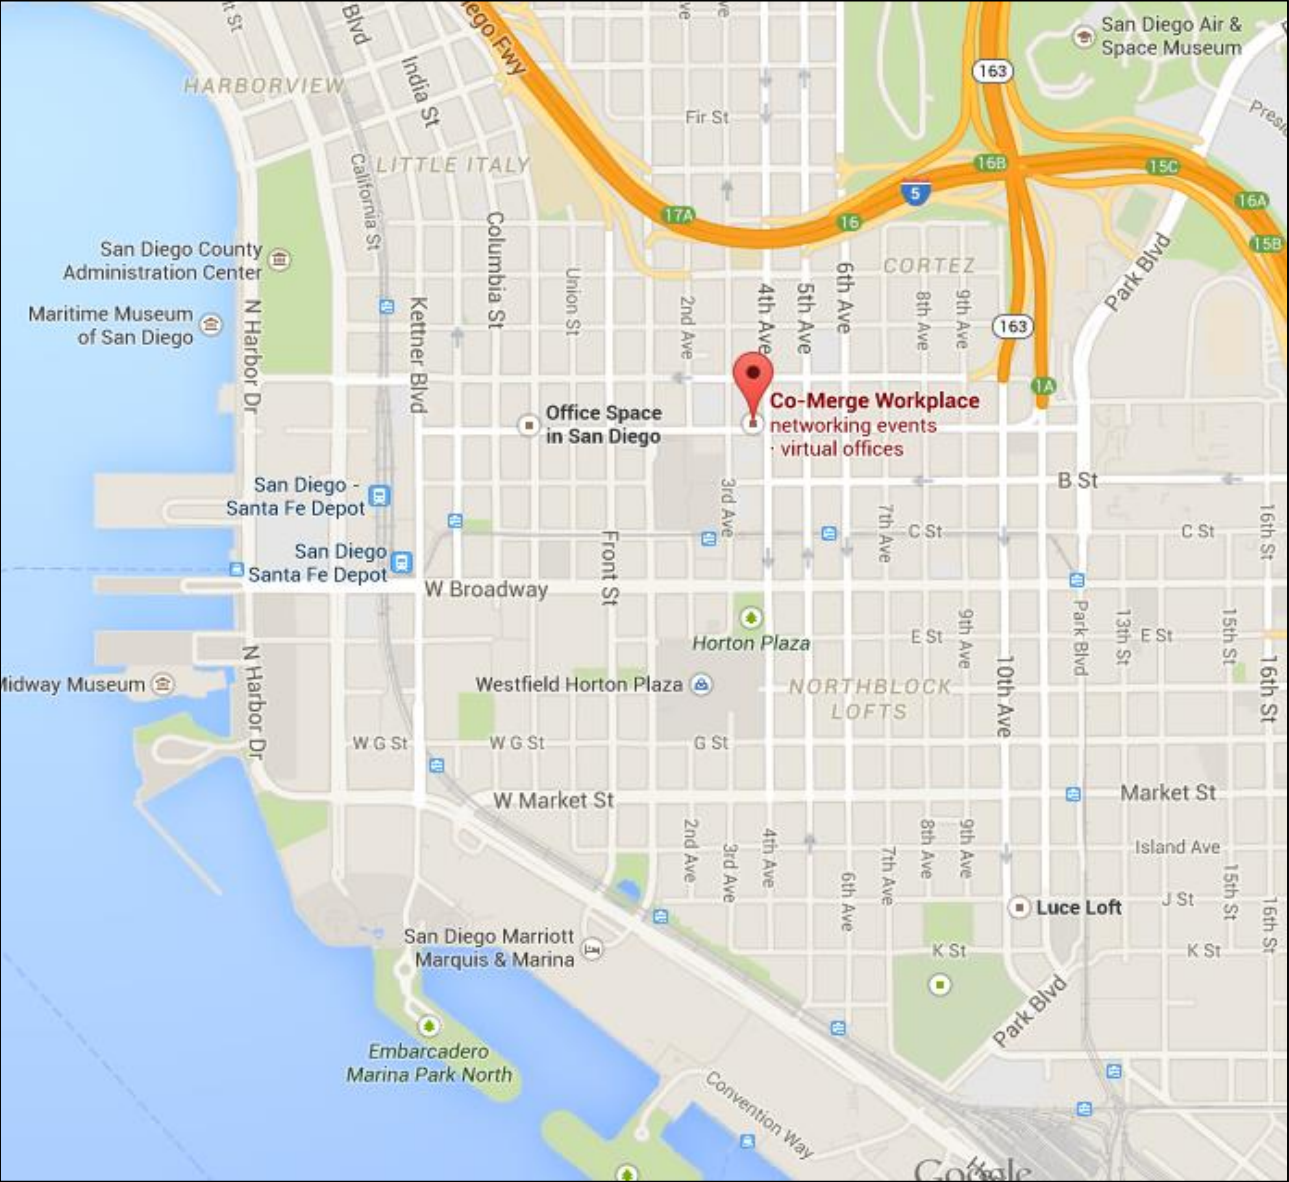 Blvd
ego Fwy
San Diego Air &
Space Museum
163
HARBORVIEW
India St
Fir St
LITTLE ITALY
California St
16B
15C
5
16A
17A
16
15B
Columbia St
San Diego County
Administration Center
CORTEZ
Park Blvd
Union St
6th Ave
4th Ave
5th Ave
2nd Ave
8th Ave
9th Ave
Maritime Museum
of San Diego
N Harbor Dr
Kettner Blvd
163
1A
Office Space
in San Diego
Co-Merge Workplace
networking events
· virtual offices
San Diego -
Santa Fe Depot
3rd Ave
B St
7th Ave
C St
C St
16th St
San Diego
Santa Fe Depot
Front St
W Broadway
Horton Plaza
E St
9th Ave
Park Blvd
13th St
E St
15th St
N Harbor Dr
Midway Museum
Westfield Horton Plaza
NORTHBLOCK
LOFTS
10th Ave
16th St
W G St
W G St
G St
W Market St
Market St
2nd Ave
3rd Ave
4th Ave
6th Ave
7th Ave
8th Ave
9th Ave
Island Ave
15th St
16th St
Luce Loft
J St
San Diego Marriott
Marquis & Marina
K St
K St
Park Blvd
Embarcadero
Marina Park North
Convention Way
Google